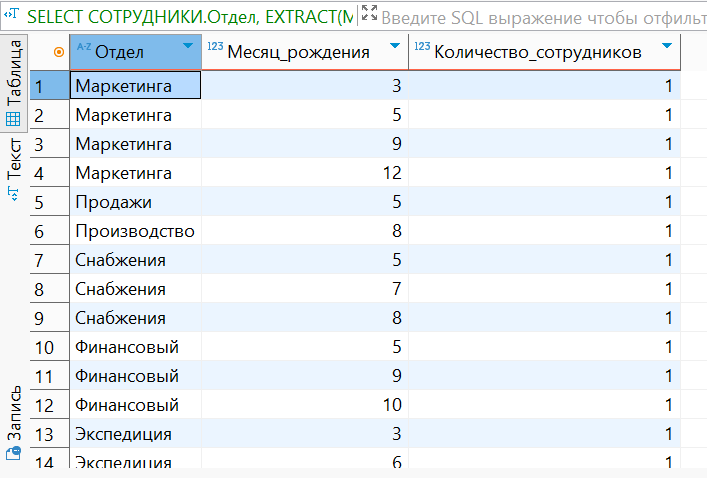 SELECT СОТРУДНИКИ.Отдел, EXTRACT(M Введите SQL выражение чтобы отфильт
Таблица
Текст
Запись
A-Z Отдел 123 Месяц_рождения 123 Количество_сотрудников
1 Маркетинга 3 1
2 Маркетинга 5 1
3 Маркетинга 9 1
4 Маркетинга 12 1
5 Продажи 5 1
6 Производство 8 1
7 Снабжения 5 1
8 Снабжения 7 1
9 Снабжения 8 1
10 Финансовый 5 1
11 Финансовый 9 1
12 Финансовый 10 1
13 Экспедиция 3 1
14 Экспедиция 6 1